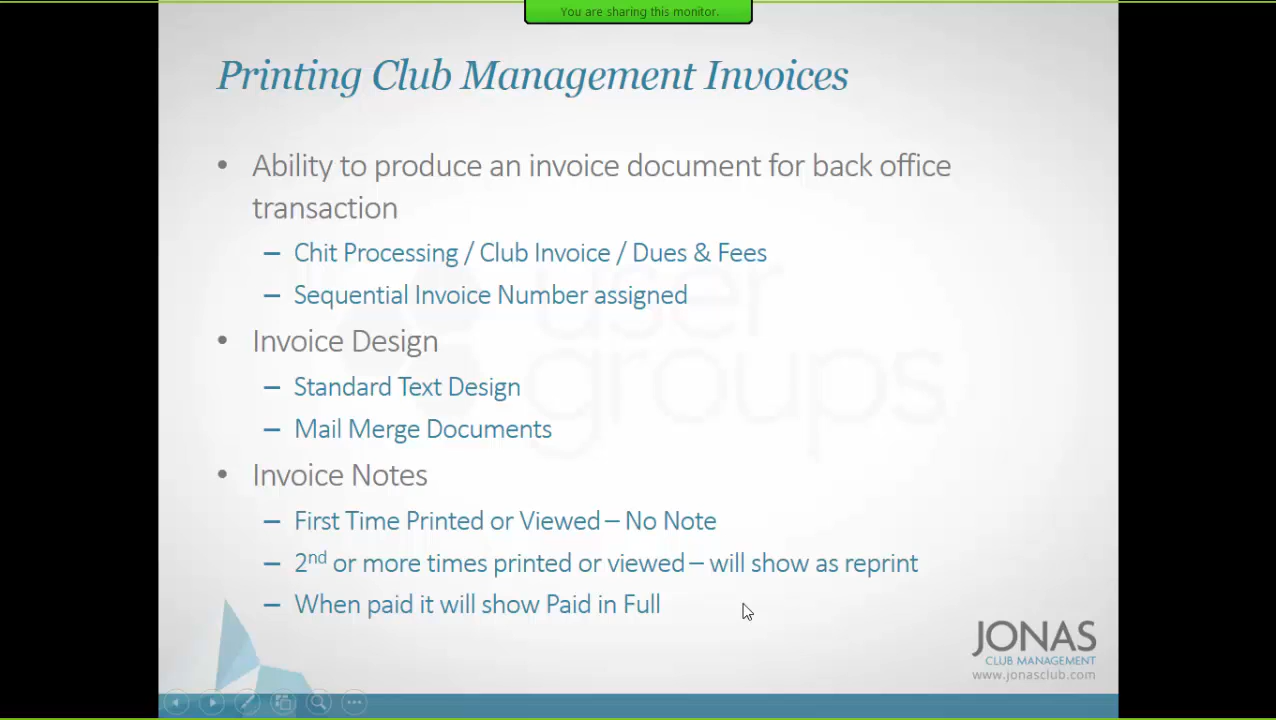 You are sharing this monitor.
Printing Club Management Invoices
• Ability to produce an invoice document for back office
transaction
– Chit Processing / Club Invoice / Dues & Fees
– Sequential Invoice Number assigned
user
groups
• Invoice Design
– Standard Text Design
– Mail Merge Documents
• Invoice Notes
– First Time Printed or Viewed – No Note
– 2nd or more times printed or viewed – will show as reprint
– When paid it will show Paid in Full
JONAS
CLUB MANAGEMENT
www.jonasclub.com